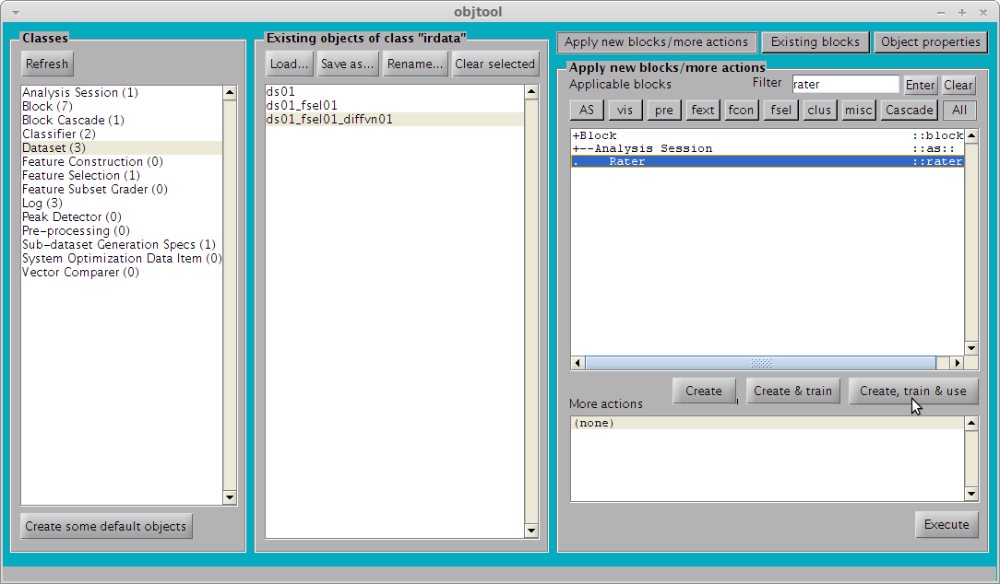 objtool
Classes
Refresh
Analysis Session (1)
Block (7)
Block Cascade (1)
Classifier (2)
Dataset (3)
Feature Construction (0)
Feature Selection (1)
Feature Subset Grader (0)
Log (3)
Peak Detector (0)
Pre-processing (0)
Sub-dataset Generation Specs (1)
System Optimization Data Item (0)
Vector Comparer (0)
Create some default objects
Existing objects of class "irdata"
Load... Save as... Rename... Clear selected
ds01
ds01_fsel01
ds01_fsel01_diffvn01
Apply new blocks/more actions Existing blocks Object properties
Apply new blocks/more actions
Applicable blocks Filter rater Enter Clear
AS vis pre fext fcon fsel clus misc Cascade All
+Block ::block
+--Analysis Session ::as::
. Rater ::rater
Create Create & train Create, train & use
More actions
(none)
Execute